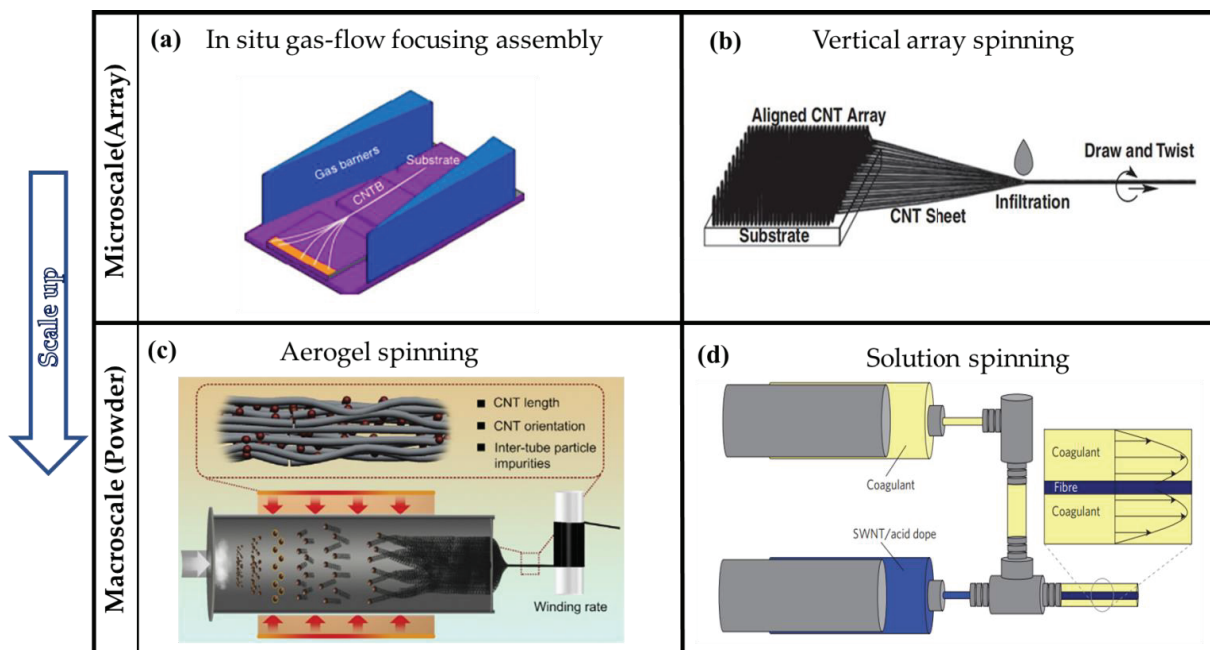 Scale up
Microscale(Array)
(a) In situ gas-flow focusing assembly
Gas barriers
Substrate
CNTB
(b) Vertical array spinning
Aligned CNT Array
Draw and Twist
Infiltration
CNT Sheet
Substrate
Macroscale (Powder)
(c) Aerogel spinning
■ CNT length
■ CNT orientation
■ Inter-tube particle
impurities
Winding rate
(d) Solution spinning
Coagulant
SWNT/acid dope
Coagulant
Fibre
Coagulant